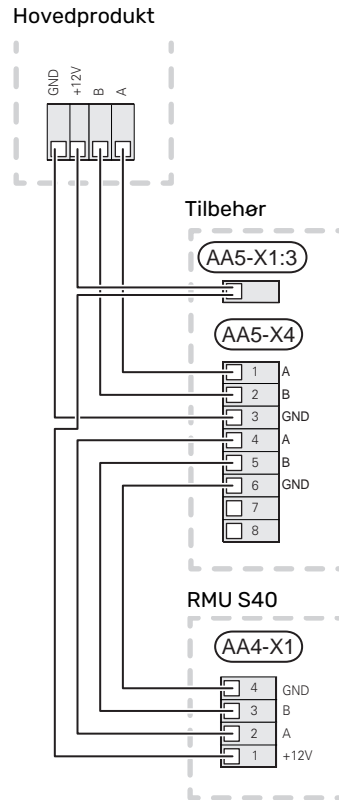 Hovedprodukt
GND +12V B A
Tilbehør
AA5-X1:3
AA5-X4
1 A
2 B
3 GND
4 A
5 B
6 GND
7
8
RMU S40
AA4-X1
4 GND
3 B
2 A
1 +12V